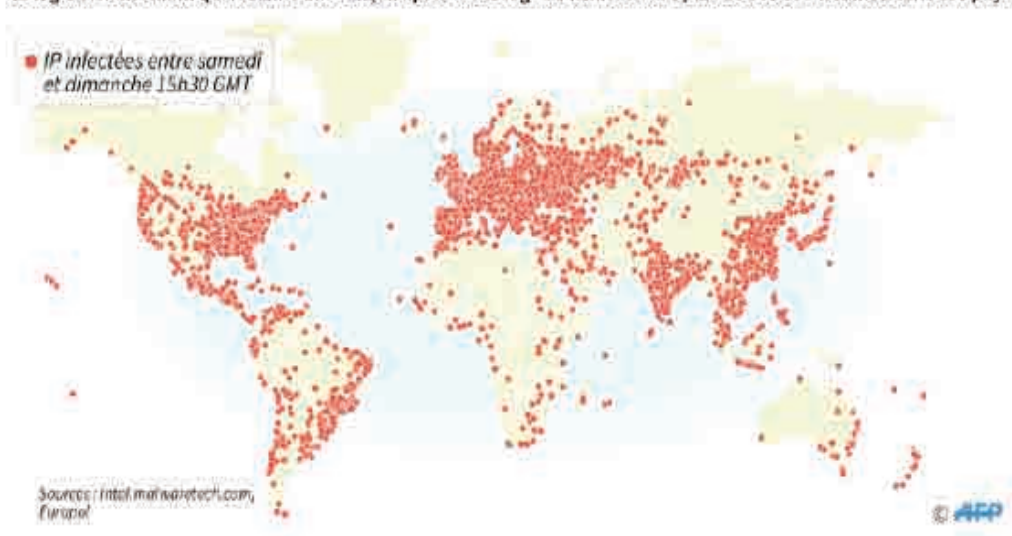 IP infectées entre samedi
et dimanche 15h30 GMT
Sources : intel.malwaretech.com,
Europol
© AFP